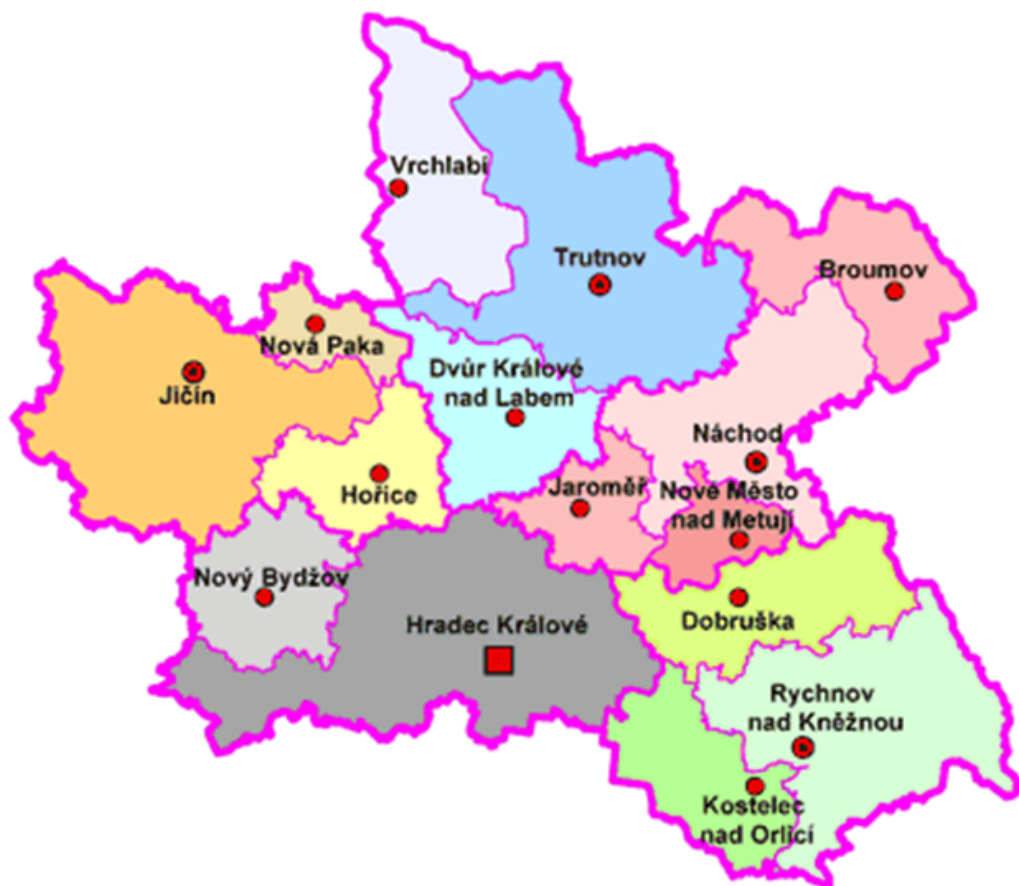 Vrchlabí
Trutnov
Broumov
Nová Paka
Jičín
Dvůr Králové
nad Labem
Náchod
Hořice
Jaroměř
Nové Město
nad Metují
Nový Bydžov
Hradec Králové
Dobruška
Rychnov
nad Kněžnou
Kostelec
nad Orlicí